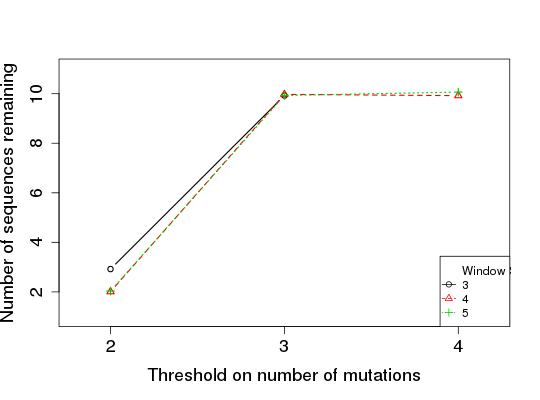 Number of sequences remaining
10
8
6
4
2
Window
3
4
5
2 3 4
Threshold on number of mutations